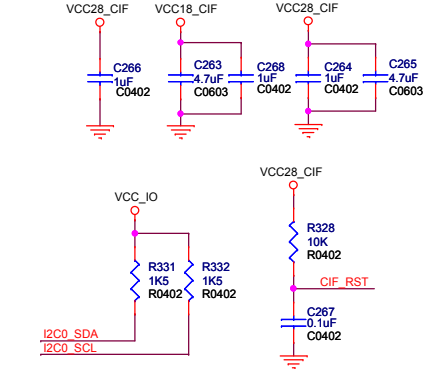 VCC28_CIF
VCC18_CIF
VCC28_CIF
C266
1uF
C0402
C263
4.7uF
C0603
C268
1uF
C0402
C264
1uF
C0402
C265
4.7uF
C0603
VCC_IO
R331
1K5
R0402
R332
1K5
R0402
I2C0_SDA
I2C0_SCL
VCC28_CIF
R328
10K
R0402
CIF_RST
C267
0.1uF
C0402